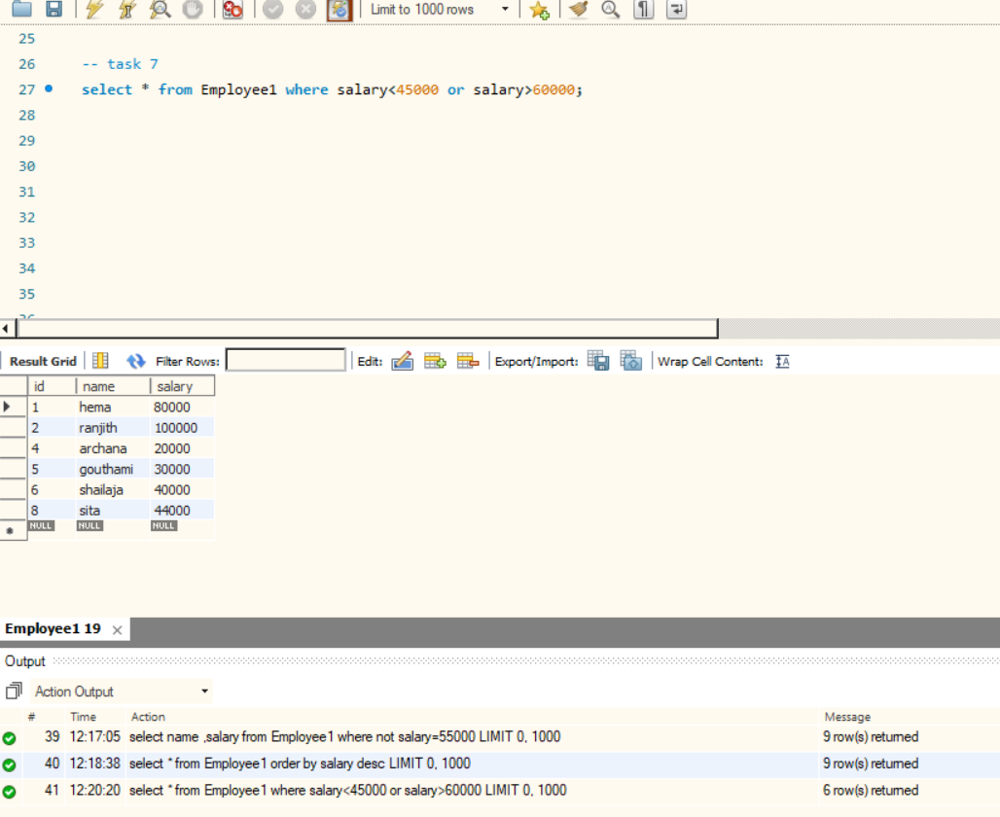 Limit to 1000 rows
25
26 -- task 7
27 select * from Employee1 where salary<45000 or salary>60000;
28
29
30
31
32
33
34
35
36
Result Grid Filter Rows: Edit: Export/Import: Wrap Cell Content: IA
id name salary
1 hema 80000
2 ranjith 100000
4 archana 20000
5 gouthami 30000
6 shailaja 40000
8 sita 44000
NULL NULL NULL
Employee1 19
Output
Action Output
# Time Action Message
39 12:17:05 select name ,salary from Employee1 where not salary=55000 LIMIT 0, 1000 9 row(s) returned
40 12:18:38 select * from Employee1 order by salary desc LIMIT 0, 1000 9 row(s) returned
41 12:20:20 select * from Employee1 where salary<45000 or salary>60000 LIMIT 0, 1000 6 row(s) returned